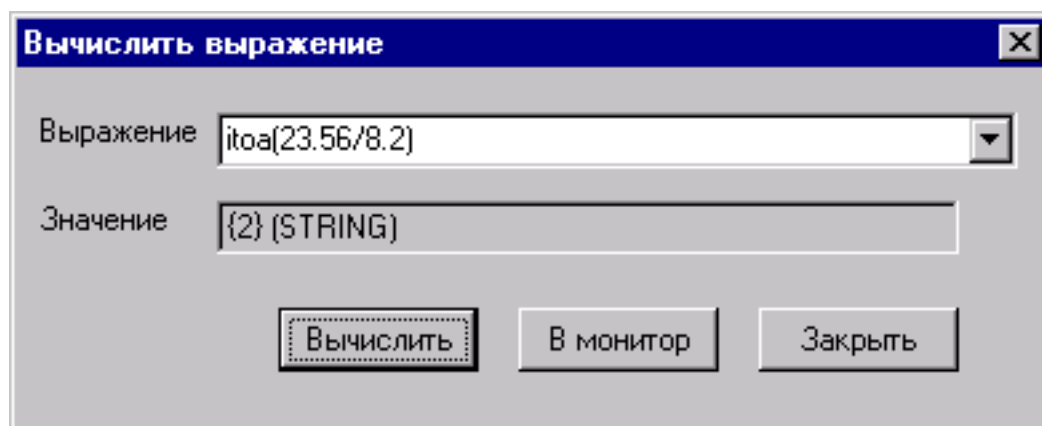 Вычислить выражение
Выражение itoa(23.56/8.2)
Значение {2} (STRING)
Вычислить В монитор Закрыть